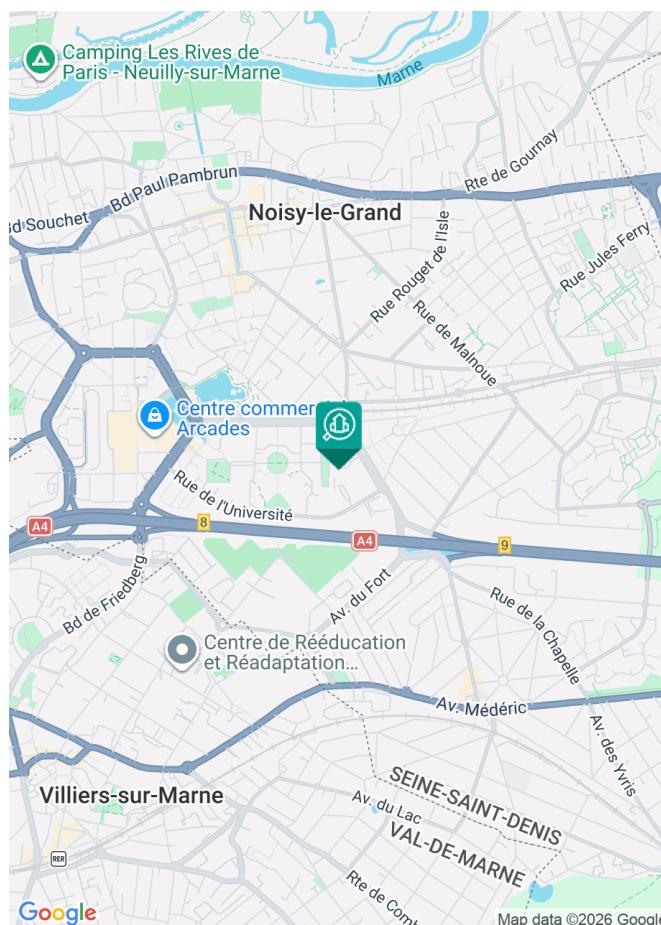 Camping Les Rives de
Paris - Neuilly-sur-Marne
Marne
Bd Paul Pambrun
Rte de Gournay
Bd Souchet
Noisy-le-Grand
Rue Rouget de l'Isle
Rue Jules Ferry
Rue de Malnoue
Centre commercial
Arcades
Rue de l'Université
A4
8
A4
9
Bd de Friedberg
Av. du Fort
Rue de la Chapelle
Centre de Rééducation
et Réadaptation...
Av. Médéric
Av. des Yvris
Villiers-sur-Marne
SEINE-SAINT-DENIS
Av. du Lac
VAL-DE-MARNE
RER
Rte de Comb
Google
Map data ©2026 Google